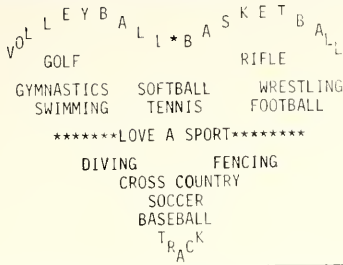 VOLLEYBALL*BASKETBALL
GOLF RIFLE
GYMNASTICS SOFTBALL WRESTLING
SWIMMING TENNIS FOOTBALL
*******LOVE A SPORT********
DIVING FENCING
CROSS COUNTRY
SOCCER
BASEBALL
TRACK